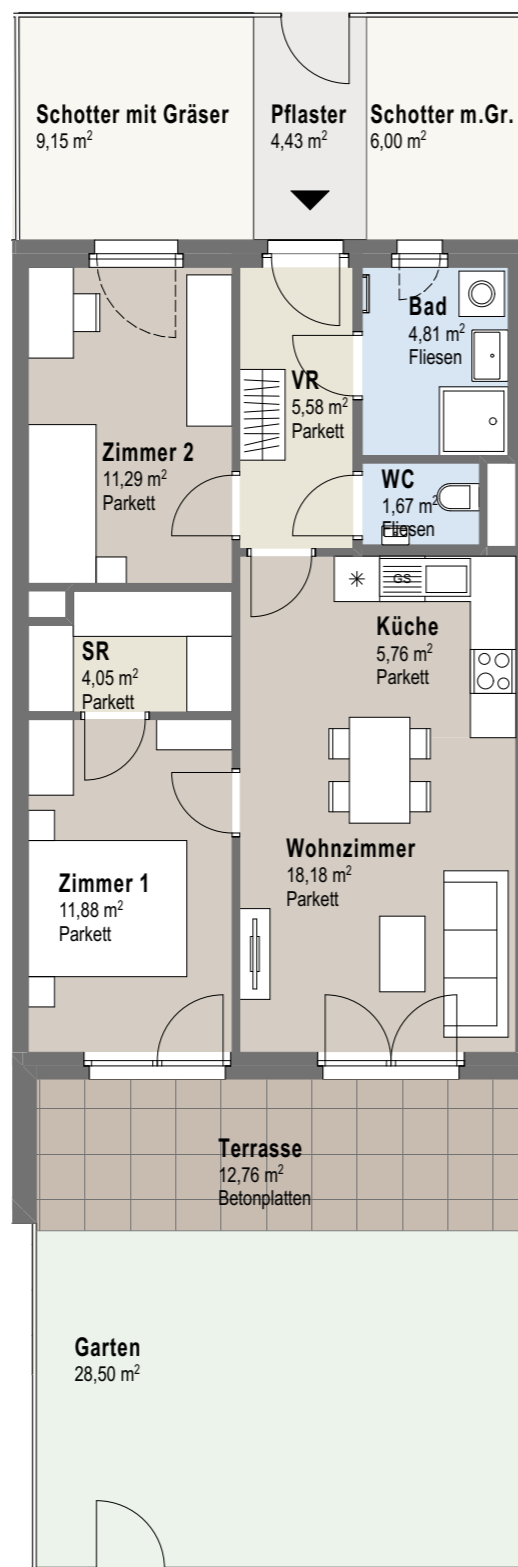 Schotter mit Gräser
9,15 m²
Pflaster
4,43 m²
Schotter m.Gr.
6,00 m²
Bad
4,81 m²
Fliesen
VR
5,58 m²
Parkett
Zimmer 2
11,29 m²
Parkett
WC
1,67 m²
Fliesen
GS
Küche
5,76 m²
Parkett
SR
4,05 m²
Parkett
Wohnzimmer
18,18 m²
Parkett
Zimmer 1
11,88 m²
Parkett
Terrasse
12,76 m²
Betonplatten
Garten
28,50 m²